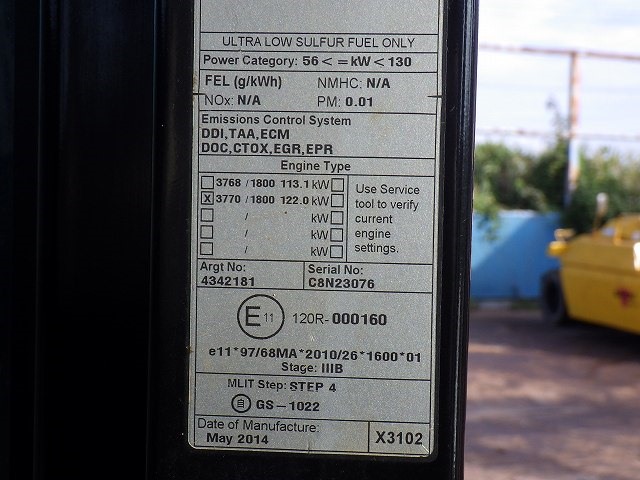 ULTRA LOW SULFUR FUEL ONLY
Power Category: 56 < = kW < 130
FEL (g/kWh) NMHC: N/A
NOx: N/A PM: 0.01
Emissions Control System
DDI,TAA,ECM
DOC,CTOX,EGR,EPR
Engine Type
3768 / 1800 113.1 kW
X 3770 / 1800 122.0 kW
/ kW
/ kW
/ kW
Use Service
tool to verify
current
engine
settings.
Argt No: Serial No:
4342181 C8N23076
E11 120R-000160
e11*97/68MA*2010/26*1600*01
Stage: IIIB
MLIT Step: STEP 4
自 GS-1022
Date of Manufacture:
May 2014 X3102